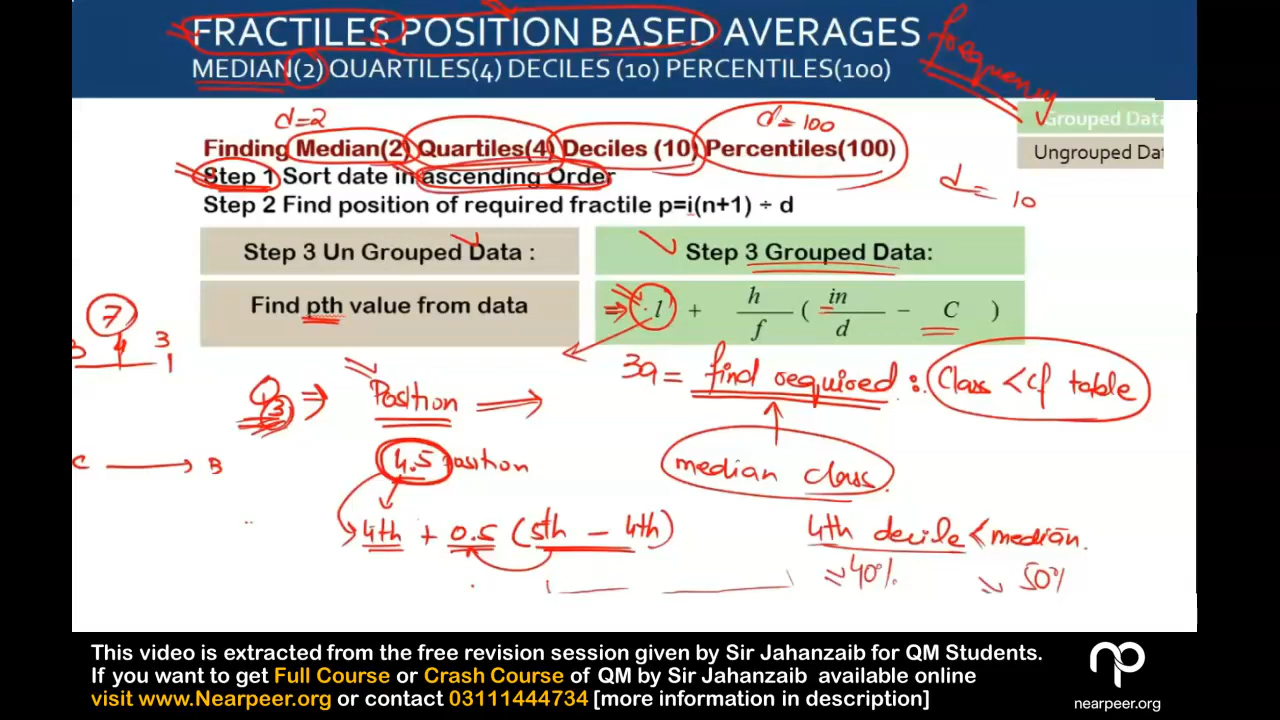 FRACTILES POSITION BASED AVERAGES
MEDIAN(2) QUARTILES(4) DECILES (10) PERCENTILES(100)
frequency
Grouped Data
Ungrouped Dat
d=2
d=100
Finding Median(2) Quartiles(4) Deciles (10) Percentiles(100)
Step 1 Sort date in ascending Order
d=10
Step 2 Find position of required fractile p=i(n+1) ÷ d
Step 3 Un Grouped Data :
Step 3 Grouped Data:
Find pth value from data
l + h/f ( in/d − C )
7
3 4 3
1
3a = find required : Class < cf table
Q3 ⇒ Position →
C → B
4.5 position
median class.
4th + 0.5 (5th − 4th)
4th decile < median.
40%
50%
This video is extracted from the free revision session given by Sir Jahanzaib for QM Students.
If you want to get Full Course or Crash Course of QM by Sir Jahanzaib available online
visit www.Nearpeer.org or contact 03111444734 [more information in description]
nearpeer.org